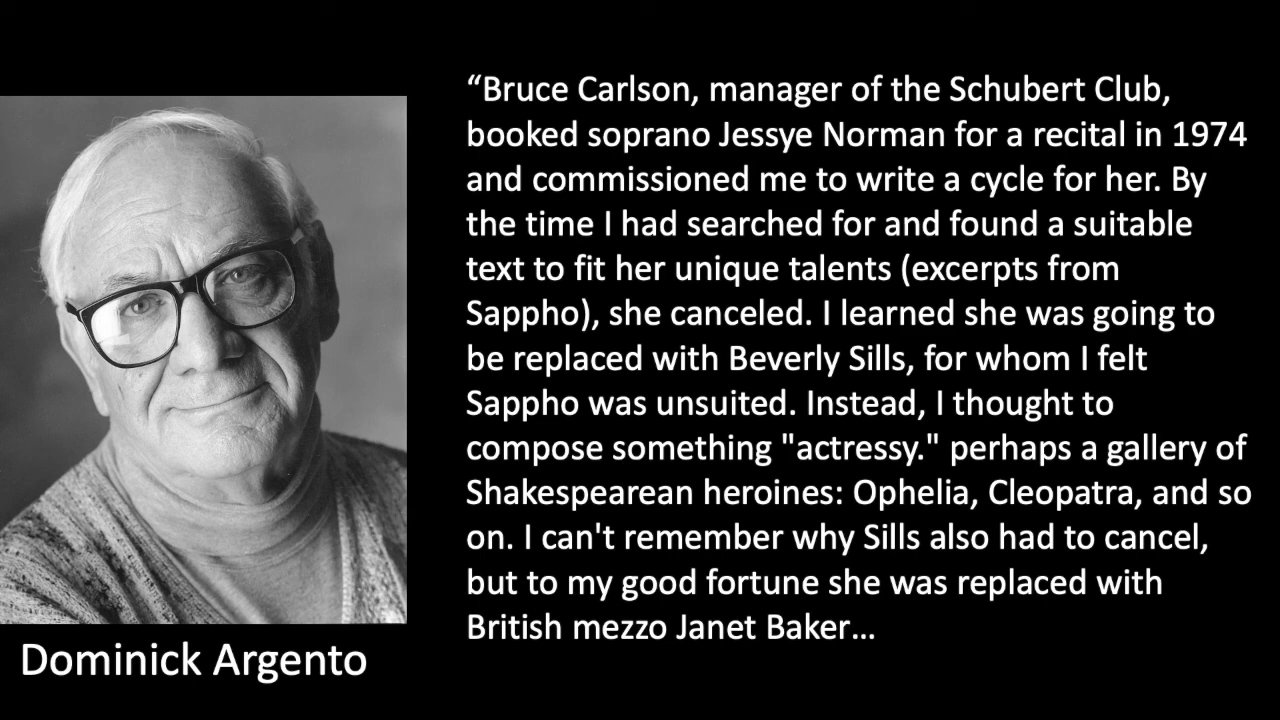 “Bruce Carlson, manager of the Schubert Club,
booked soprano Jessye Norman for a recital in 1974
and commissioned me to write a cycle for her. By
the time I had searched for and found a suitable
text to fit her unique talents (excerpts from
Sappho), she canceled. I learned she was going to
be replaced with Beverly Sills, for whom I felt
Sappho was unsuited. Instead, I thought to
compose something "actressy." perhaps a gallery of
Shakespearean heroines: Ophelia, Cleopatra, and so
on. I can't remember why Sills also had to cancel,
but to my good fortune she was replaced with
British mezzo Janet Baker…
Dominick Argento